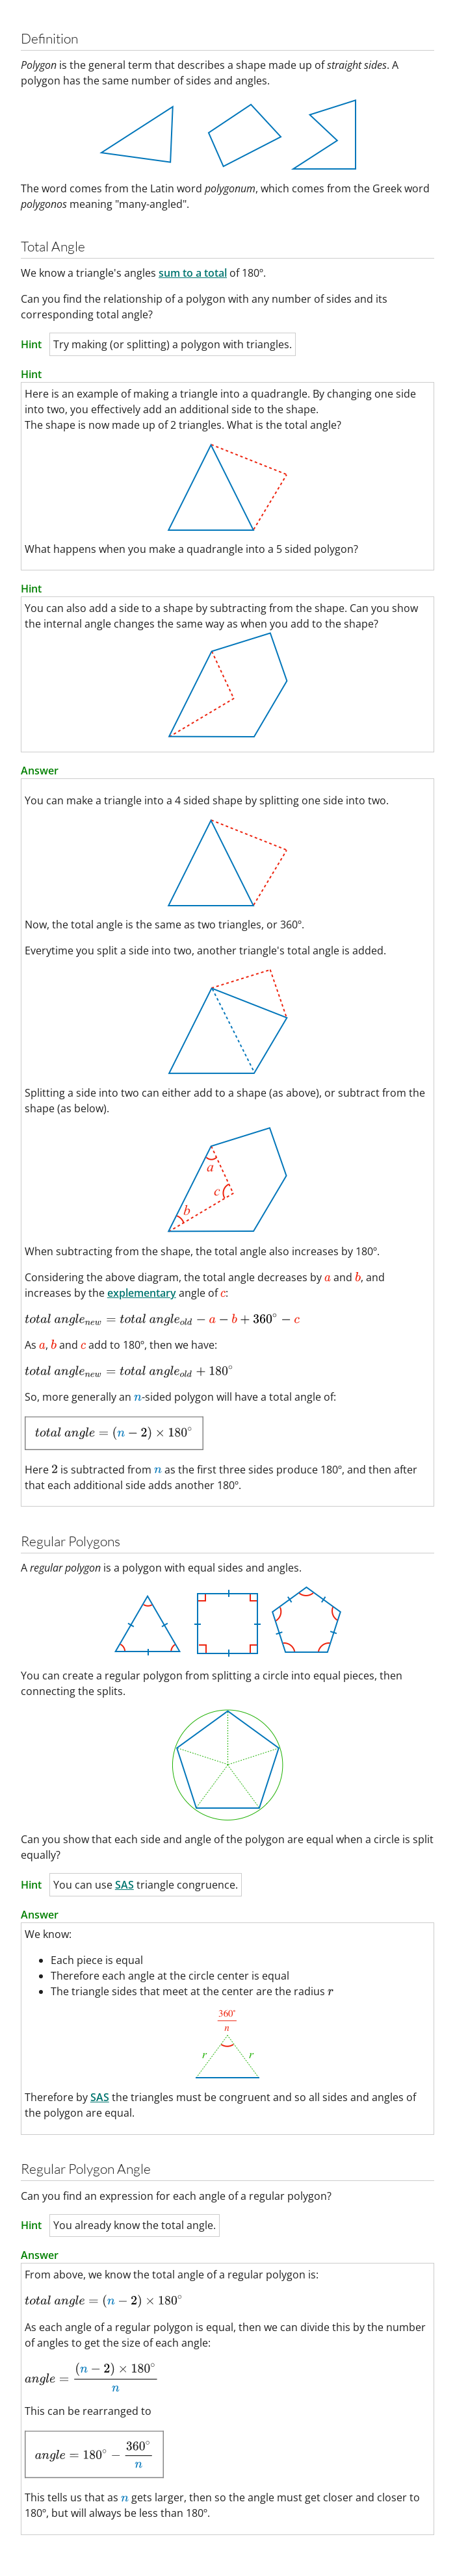 Definition
Polygon is the general term that describes a shape made up of straight sides. A
polygon has the same number of sides and angles.
The word comes from the Latin word polygonum, which comes from the Greek word
polygonos meaning "many-angled".
Total Angle
We know a triangle's angles sum to a total of 180º.
Can you find the relationship of a polygon with any number of sides and its
corresponding total angle?
Hint Try making (or splitting) a polygon with triangles.
Hint
Here is an example of making a triangle into a quadrangle. By changing one side
into two, you effectively add an additional side to the shape.
The shape is now made up of 2 triangles. What is the total angle?
What happens when you make a quadrangle into a 5 sided polygon?
Hint
You can also add a side to a shape by subtracting from the shape. Can you show
the internal angle changes the same way as when you add to the shape?
Answer
You can make a triangle into a 4 sided shape by splitting one side into two.
Now, the total angle is the same as two triangles, or 360º.
Everytime you split a side into two, another triangle's total angle is added.
Splitting a side into two can either add to a shape (as above), or subtract from the
shape (as below).
a
c
b
When subtracting from the shape, the total angle also increases by 180º.
Considering the above diagram, the total angle decreases by a and b, and
increases by the explementary angle of c:
total angle_new = total angle_old − a − b + 360° − c
As a, b and c add to 180º, then we have:
total angle_new = total angle_old + 180°
So, more generally an n-sided polygon will have a total angle of:
total angle = (n − 2) × 180°
Here 2 is subtracted from n as the first three sides produce 180º, and then after
that each additional side adds another 180º.
Regular Polygons
A regular polygon is a polygon with equal sides and angles.
You can create a regular polygon from splitting a circle into equal pieces, then
connecting the splits.
Can you show that each side and angle of the polygon are equal when a circle is split
equally?
Hint You can use SAS triangle congruence.
Answer
We know:
• Each piece is equal
• Therefore each angle at the circle center is equal
• The triangle sides that meet at the center are the radius r
360°
n
r r
Therefore by SAS the triangles must be congruent and so all sides and angles of
the polygon are equal.
Regular Polygon Angle
Can you find an expression for each angle of a regular polygon?
Hint You already know the total angle.
Answer
From above, we know the total angle of a regular polygon is:
total angle = (n − 2) × 180°
As each angle of a regular polygon is equal, then we can divide this by the number
of angles to get the size of each angle:
angle = (n − 2) × 180° / n
This can be rearranged to
angle = 180° − 360° / n
This tells us that as n gets larger, then so the angle must get closer and closer to
180º, but will always be less than 180º.